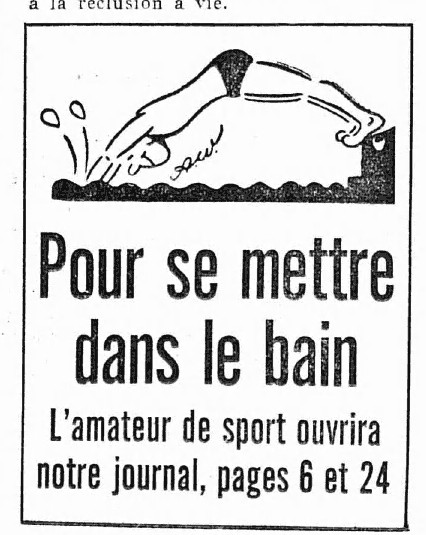 à la réclusion à vie.
A.W.
Pour se mettre
dans le bain
L'amateur de sport ouvrira
notre journal, pages 6 et 24